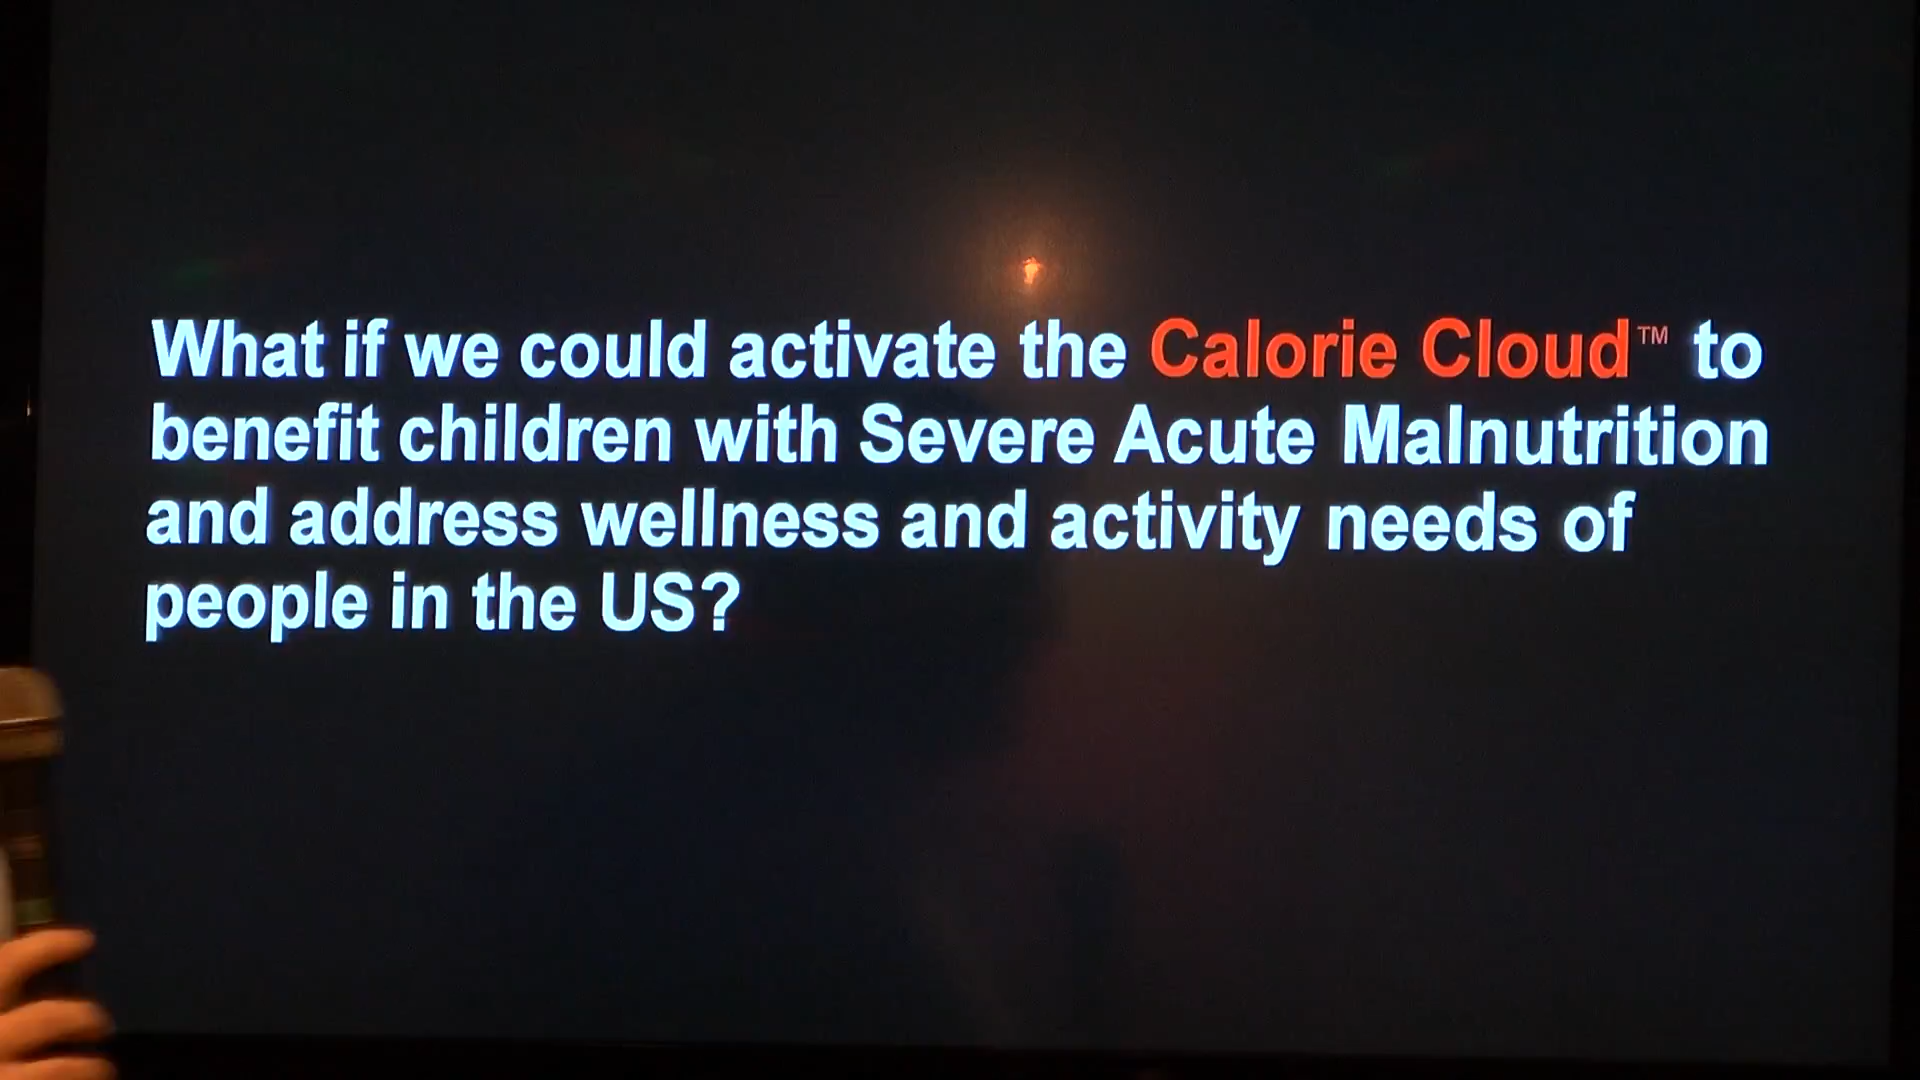 What if we could activate the Calorie Cloud™ to
benefit children with Severe Acute Malnutrition
and address wellness and activity needs of
people in the US?